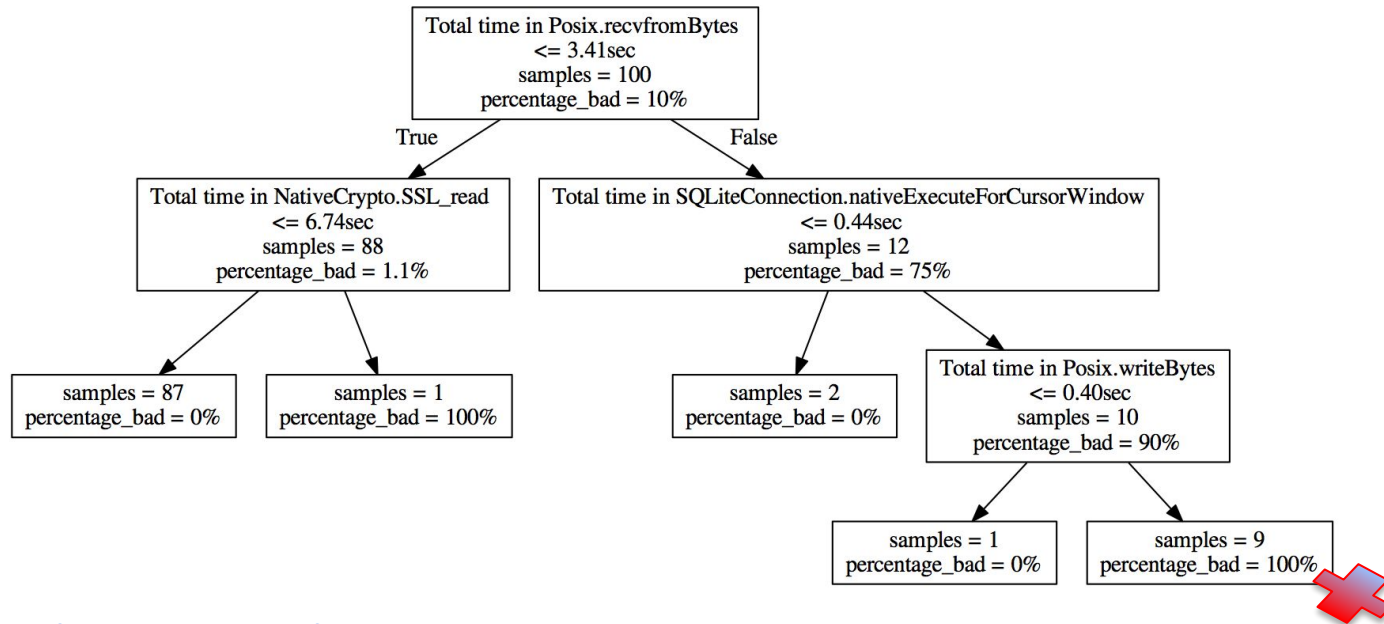 Total time in Posix.recvfromBytes
<= 3.41sec
samples = 100
percentage_bad = 10%
True
False
Total time in NativeCrypto.SSL_read
<= 6.74sec
samples = 88
percentage_bad = 1.1%
Total time in SQLiteConnection.nativeExecuteForCursorWindow
<= 0.44sec
samples = 12
percentage_bad = 75%
samples = 87
percentage_bad = 0%
samples = 1
percentage_bad = 100%
samples = 2
percentage_bad = 0%
Total time in Posix.writeBytes
<= 0.40sec
samples = 10
percentage_bad = 90%
samples = 1
percentage_bad = 0%
samples = 9
percentage_bad = 100%